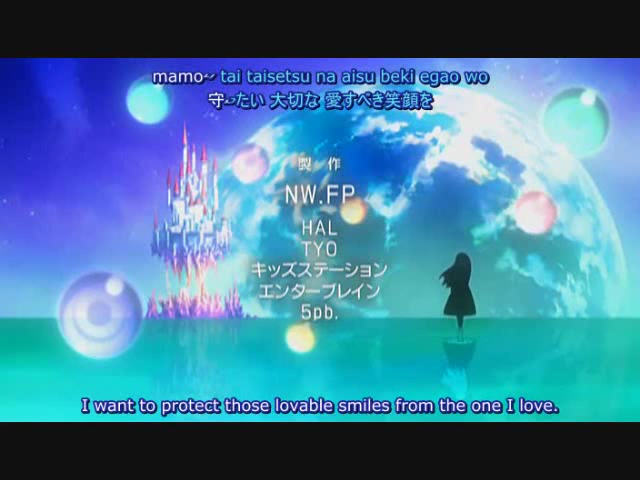 mamo~ tai taisetsu na aisu beki egao wo
守~たい 大切な 愛すべき笑顔を
製 作
NW.FP
HAL
TYO
キッズステーション
エンターブレイン
5pb.
I want to protect those lovable smiles from the one I love.